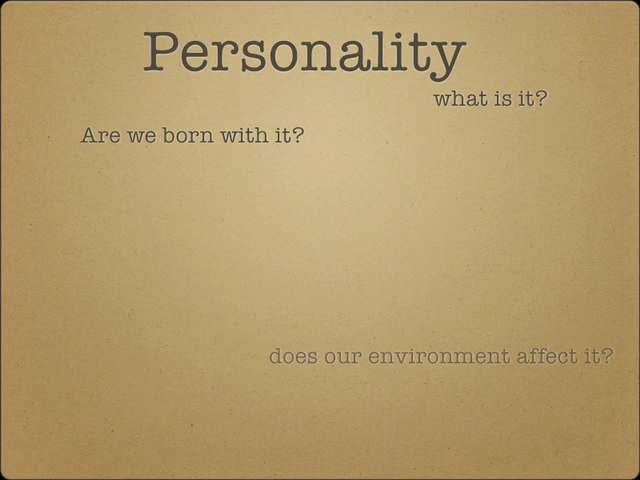 Personality
what is it?
Are we born with it?
does our environment affect it?